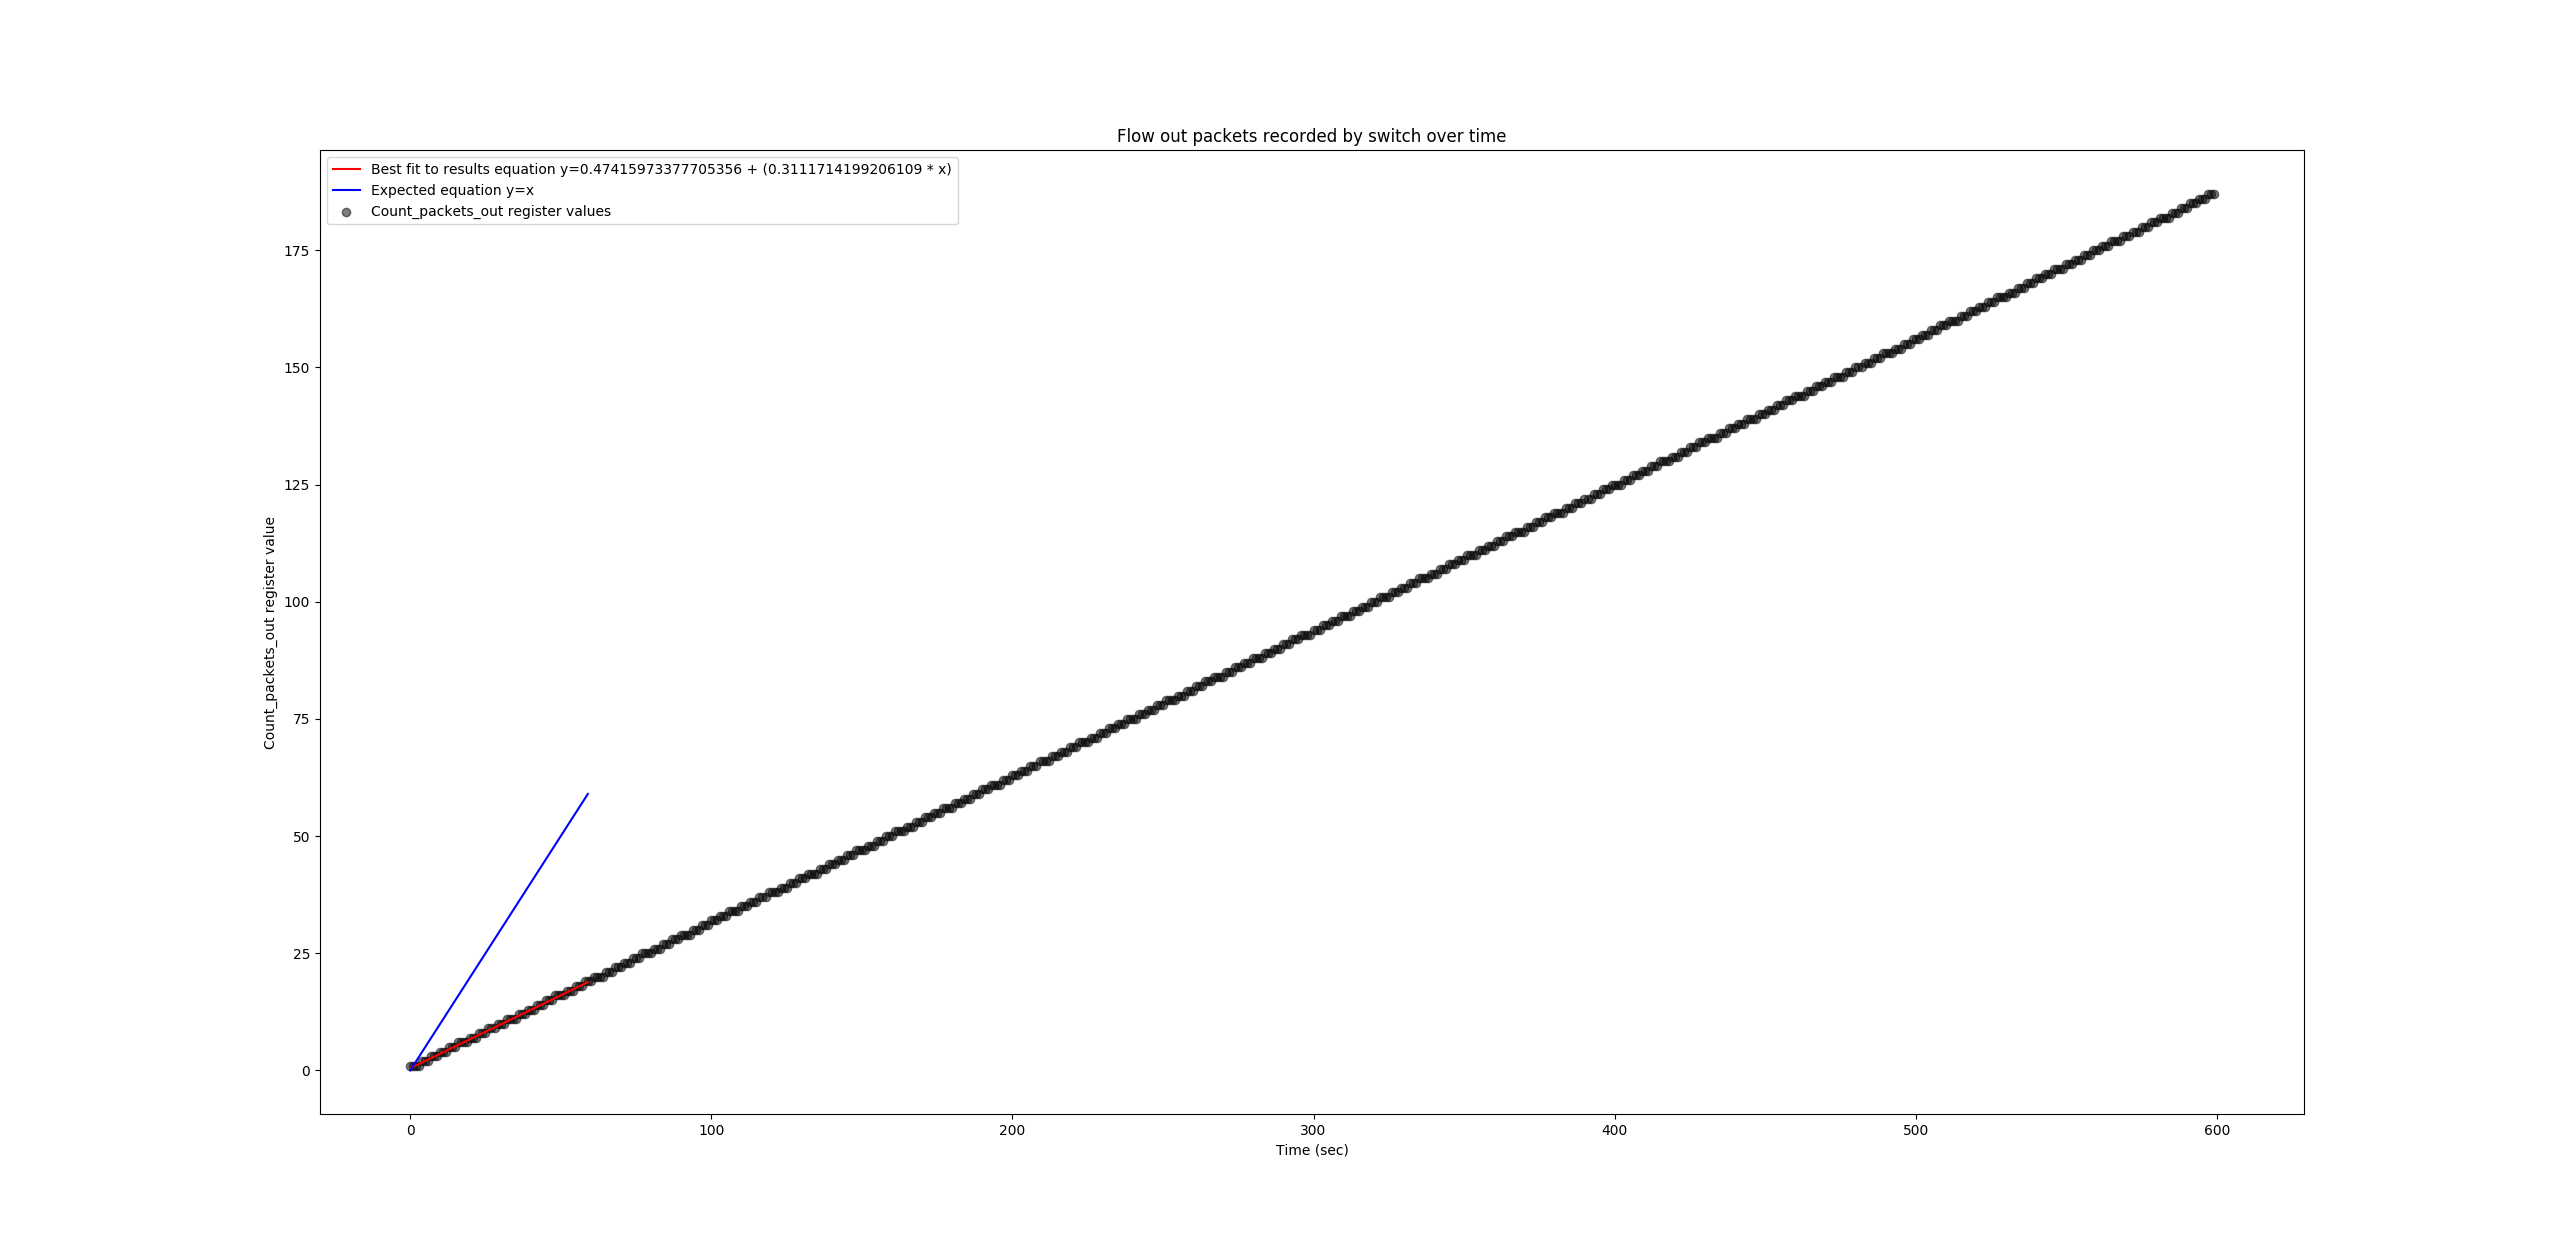 Flow out packets recorded by switch over time
Best fit to results equation y=0.47415973377705356 + (0.3111714199206109 * x)
Expected equation y=x
Count_packets_out register values
Count_packets_out register value
175
150
125
100
75
50
25
0
0 100 200 300 400 500 600
Time (sec)